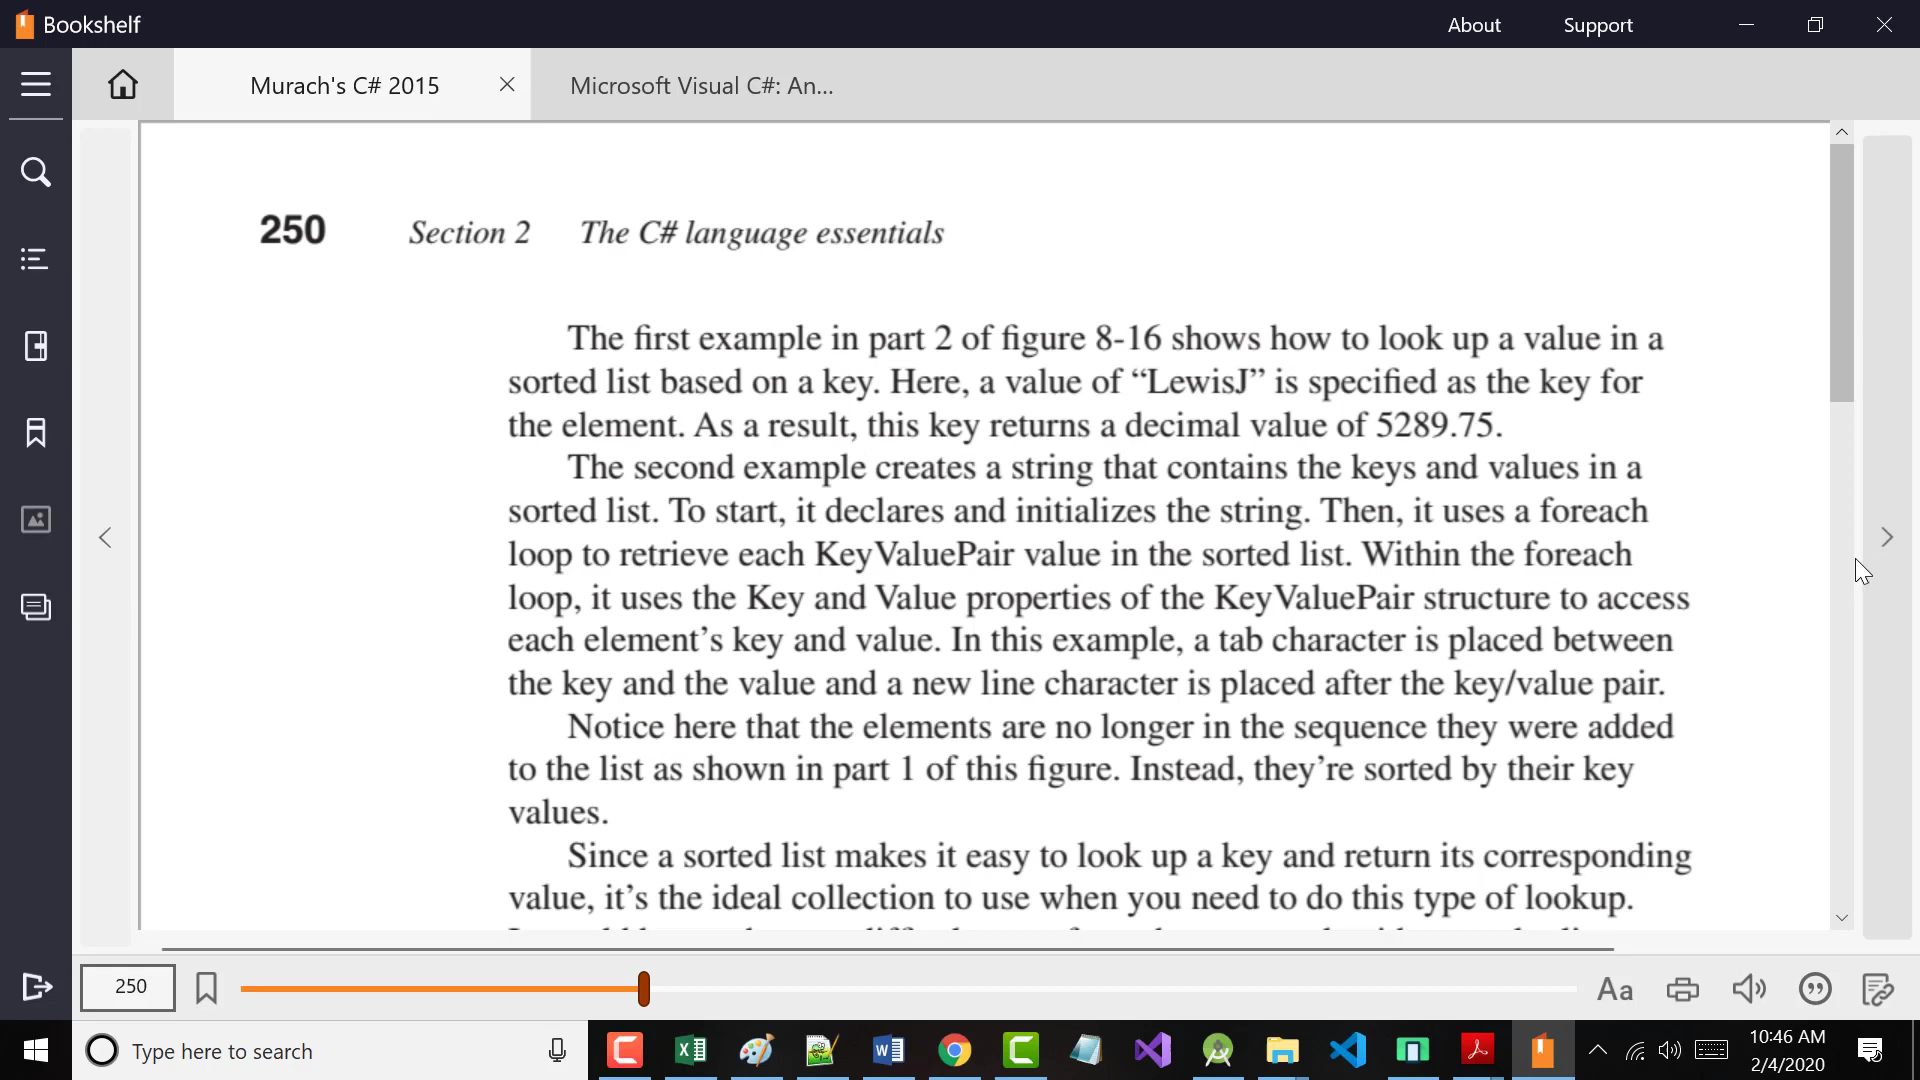 Bookshelf
About
Support
Murach's C# 2015
Microsoft Visual C#: An...
250 Section 2 The C# language essentials
The first example in part 2 of figure 8-16 shows how to look up a value in a
sorted list based on a key. Here, a value of “LewisJ” is specified as the key for
the element. As a result, this key returns a decimal value of 5289.75.
The second example creates a string that contains the keys and values in a
sorted list. To start, it declares and initializes the string. Then, it uses a foreach
loop to retrieve each KeyValuePair value in the sorted list. Within the foreach
loop, it uses the Key and Value properties of the KeyValuePair structure to access
each element’s key and value. In this example, a tab character is placed between
the key and the value and a new line character is placed after the key/value pair.
Notice here that the elements are no longer in the sequence they were added
to the list as shown in part 1 of this figure. Instead, they’re sorted by their key
values.
Since a sorted list makes it easy to look up a key and return its corresponding
value, it’s the ideal collection to use when you need to do this type of lookup.
250
Aa
Type here to search
10:46 AM
2/4/2020